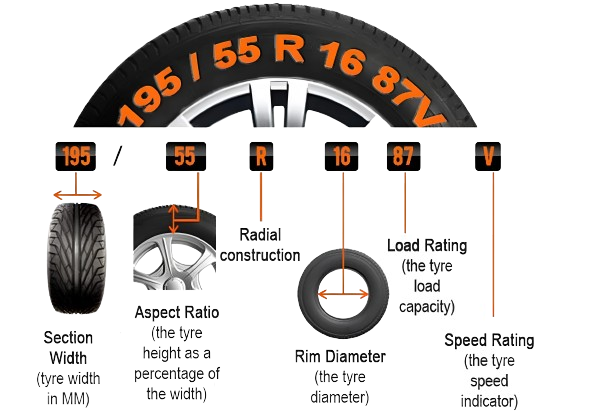 195 / 55 R 16 87V
195 / 55 R 16 87 V
Radial
construction
Load Rating
(the tyre
load
capacity)
Aspect Ratio
(the tyre
height as a
percentage of
the width)
Section
Width
(tyre width
in MM)
Rim Diameter
(the tyre
diameter)
Speed Rating
(the tyre
speed
indicator)